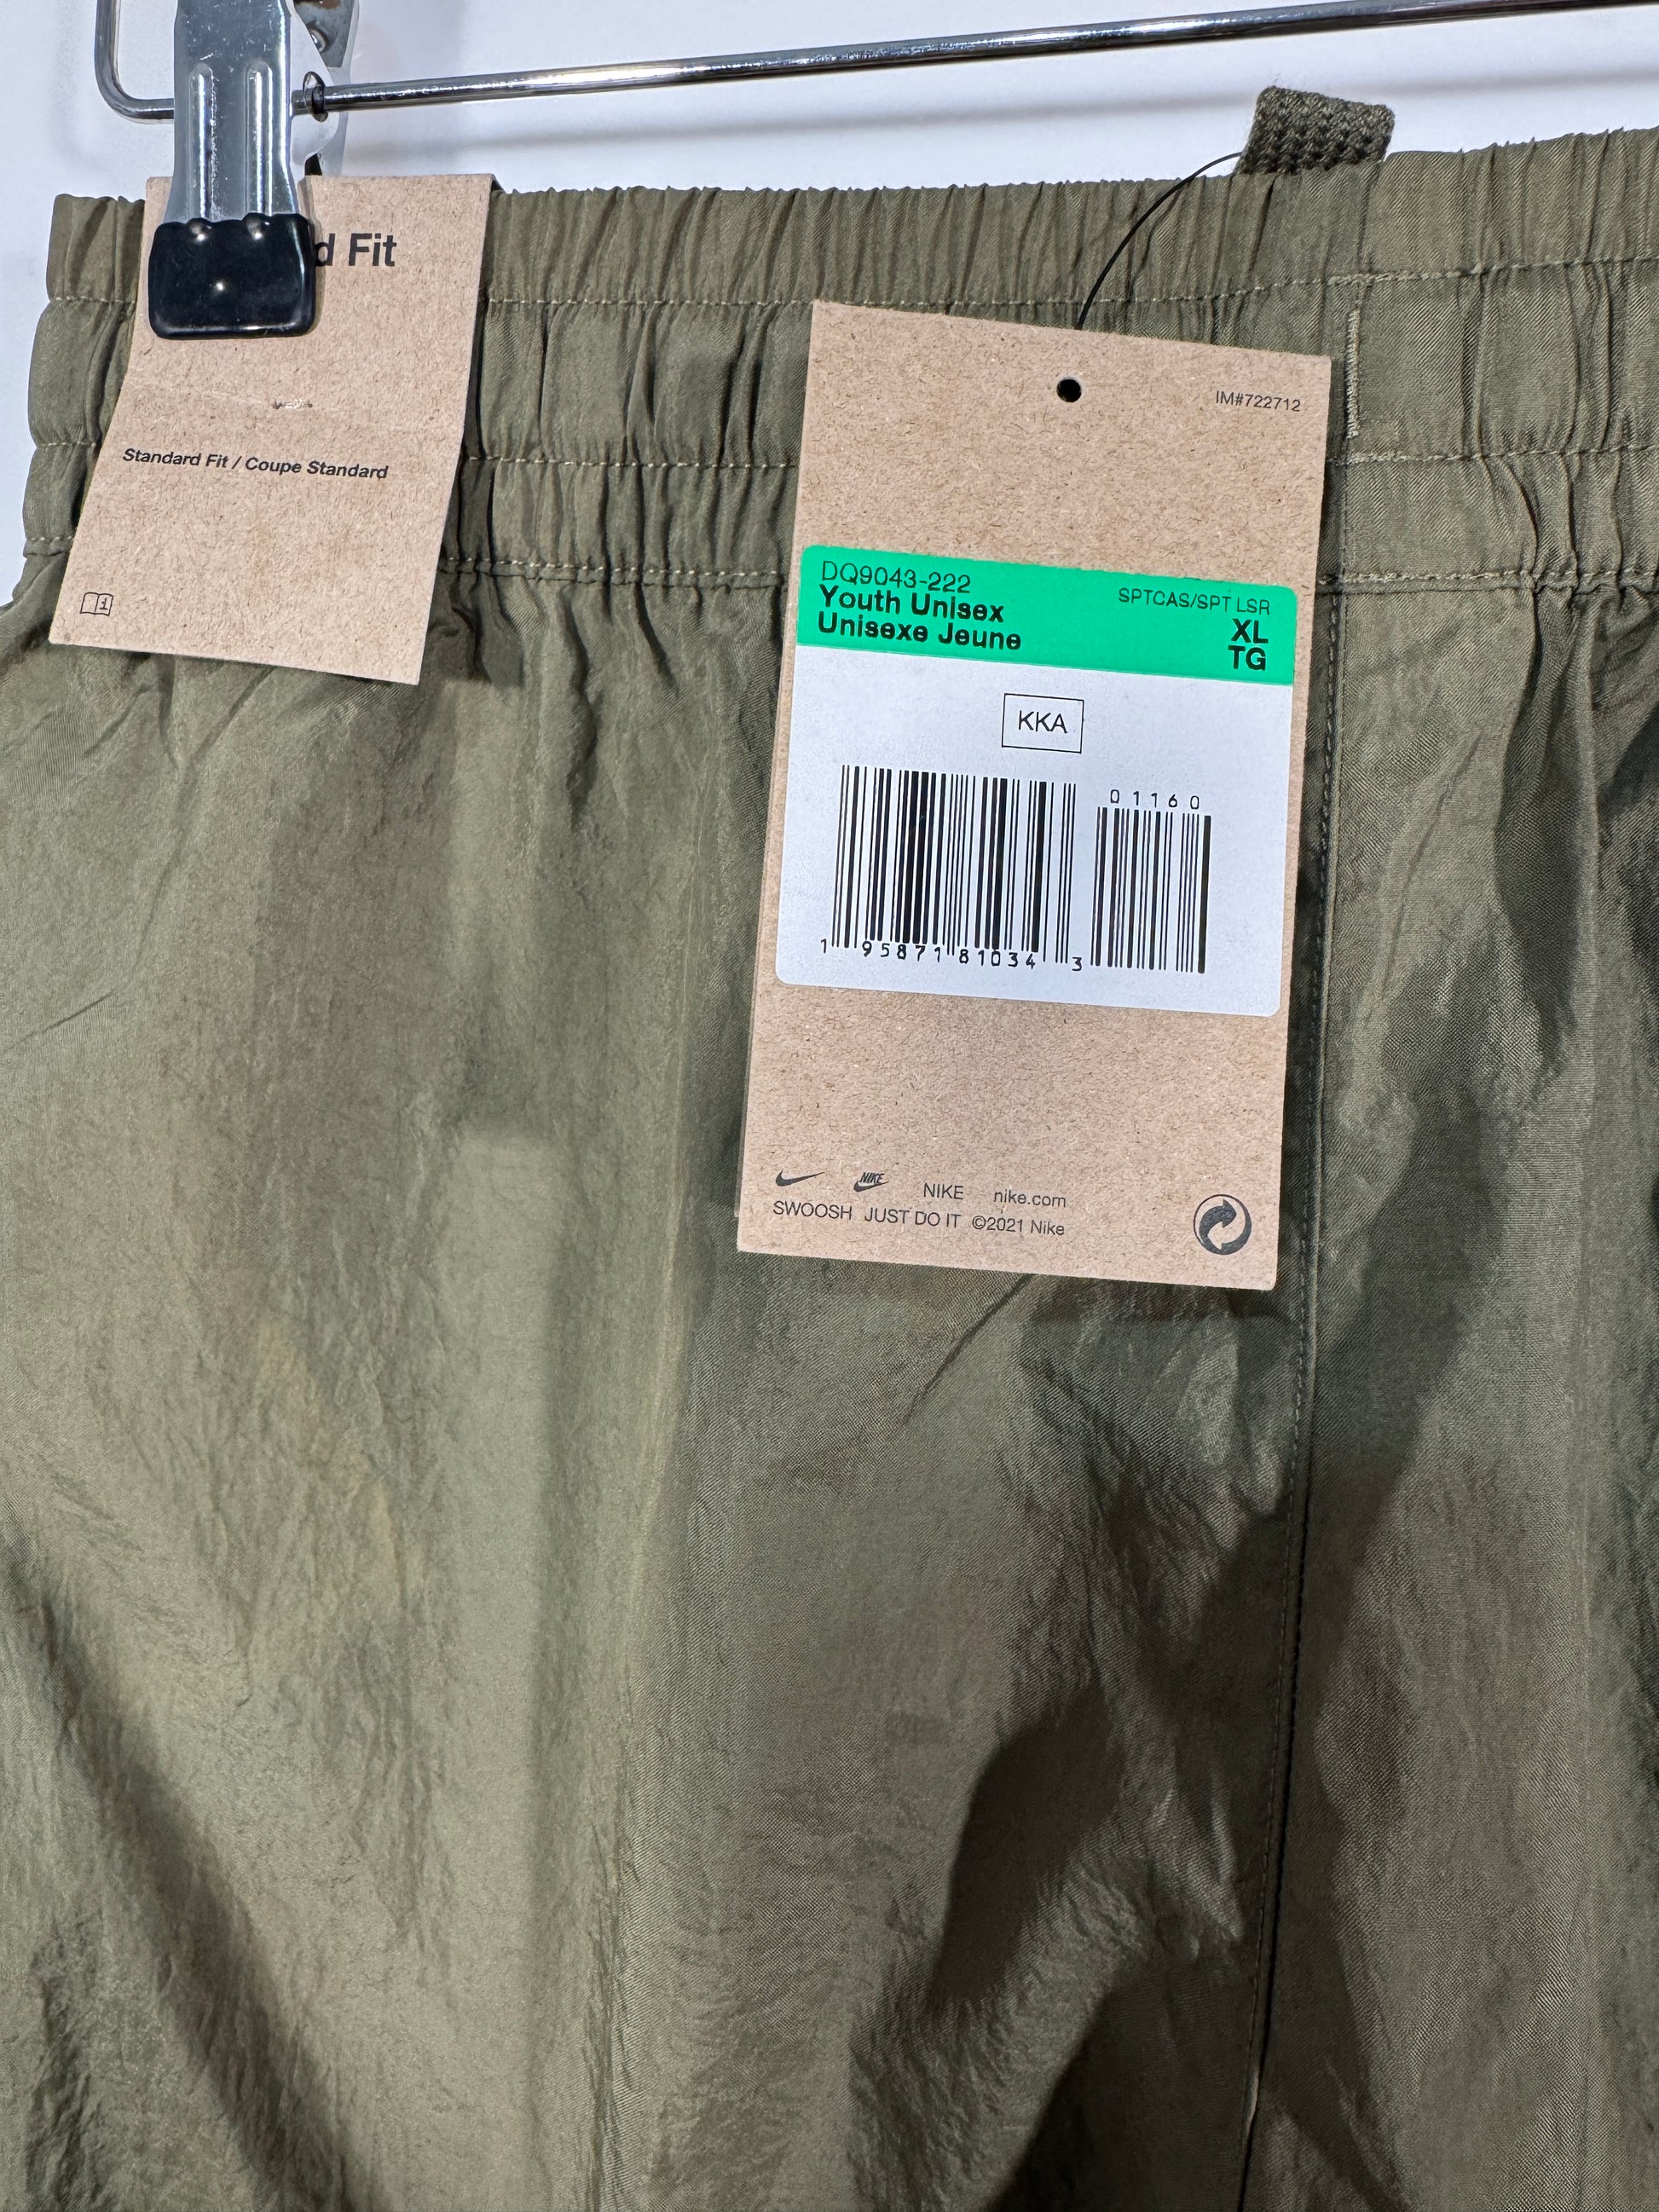 d Fit
Standard Fit / Coupe Standard
IM#722712
DQ9043-222
SPTCAS/SPT LSR
Youth Unisex
XL
Unisexe Jeune
TG
KKA
01160
1 95871 81034 3
NIKE NIKE nike.com
SWOOSH JUST DO IT ©2021 Nike